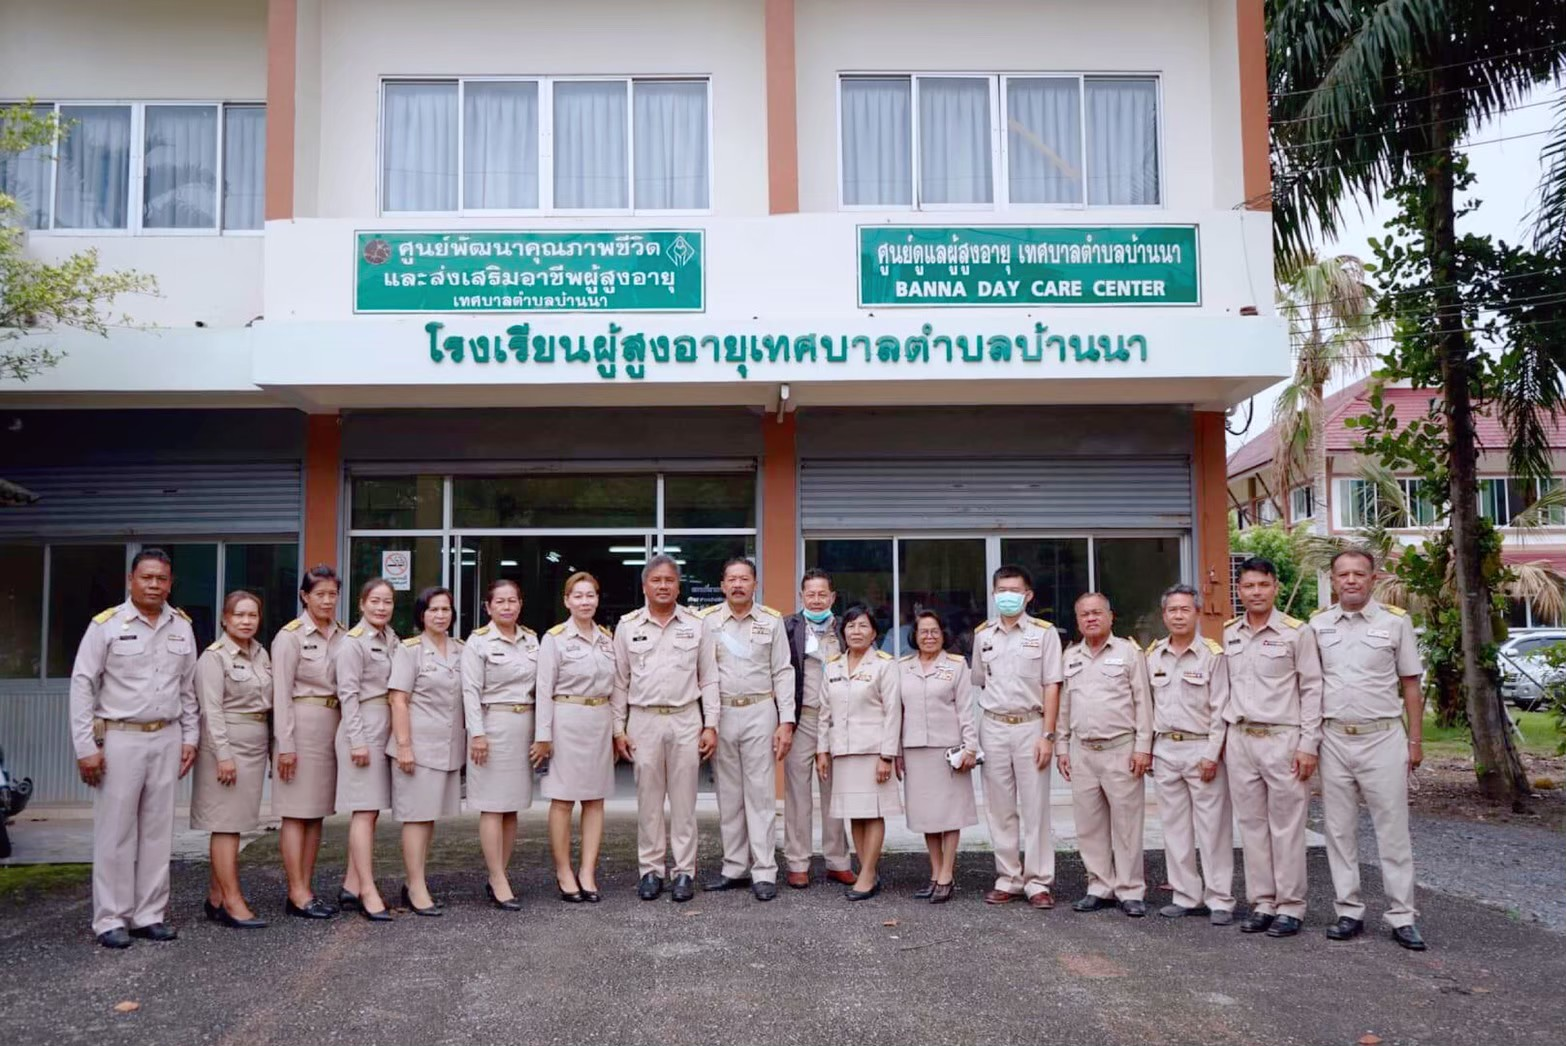 ศูนย์พัฒนาคุณภาพชีวิต
และส่งเสริมอาชีพผู้สูงอายุ
เทศบาลตำบลบ้านนา
ศูนย์ดูแลผู้สูงอายุ เทศบาลตำบลบ้านนา
BANNA DAY CARE CENTER
โรงเรียนผู้สูงอายุเทศบาลตำบลบ้านนา